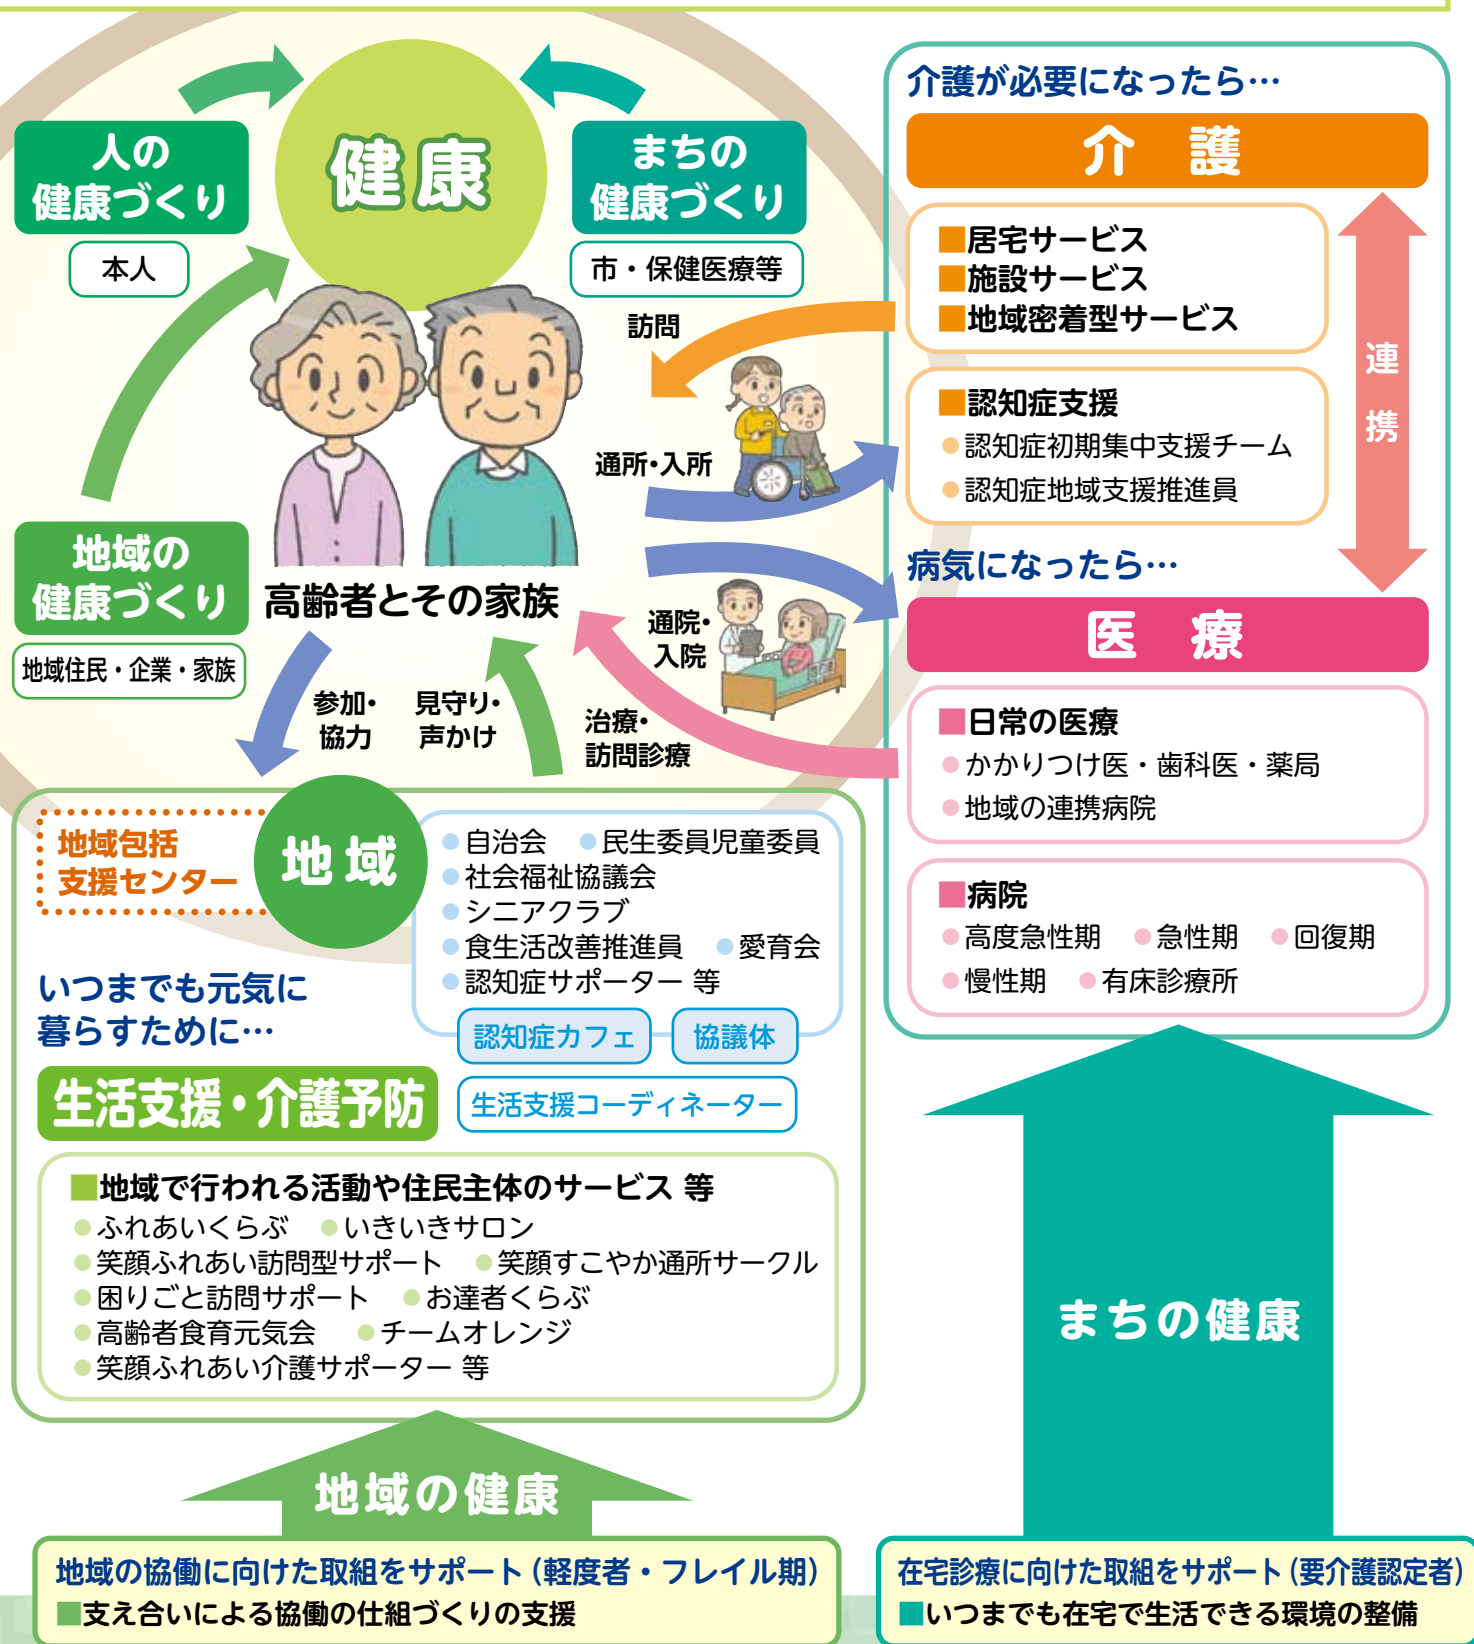 健康
人の
健康づくり
本人
まちの
健康づくり
市・保健医療等
地域の
健康づくり
地域住民・企業・家族
高齢者とその家族
訪問
通所・入所
通院・
入院
治療・
訪問診療
参加・
協力
見守り・
声かけ
介護が必要になったら…
介 護
■居宅サービス
■施設サービス
■地域密着型サービス
■認知症支援
●認知症初期集中支援チーム
●認知症地域支援推進員
連携
病気になったら…
医 療
■日常の医療
●かかりつけ医・歯科医・薬局
●地域の連携病院
■病院
●高度急性期 ●急性期 ●回復期
●慢性期 ●有床診療所
地域包括
支援センター
地域
●自治会 ●民生委員児童委員
●社会福祉協議会
●シニアクラブ
●食生活改善推進員 ●愛育会
●認知症サポーター 等
認知症カフェ
協議体
生活支援コーディネーター
いつまでも元気に
暮らすために…
生活支援・介護予防
■地域で行われる活動や住民主体のサービス 等
●ふれあいくらぶ ●いきいきサロン
●笑顔ふれあい訪問型サポート ●笑顔すこやか通所サークル
●困りごと訪問サポート ●お達者くらぶ
●高齢者食育元気会 ●チームオレンジ
●笑顔ふれあい介護サポーター 等
地域の健康
地域の協働に向けた取組をサポート（軽度者・フレイル期）
■支え合いによる協働の仕組づくりの支援
まちの健康
在宅診療に向けた取組をサポート（要介護認定者）
■いつまでも在宅で生活できる環境の整備